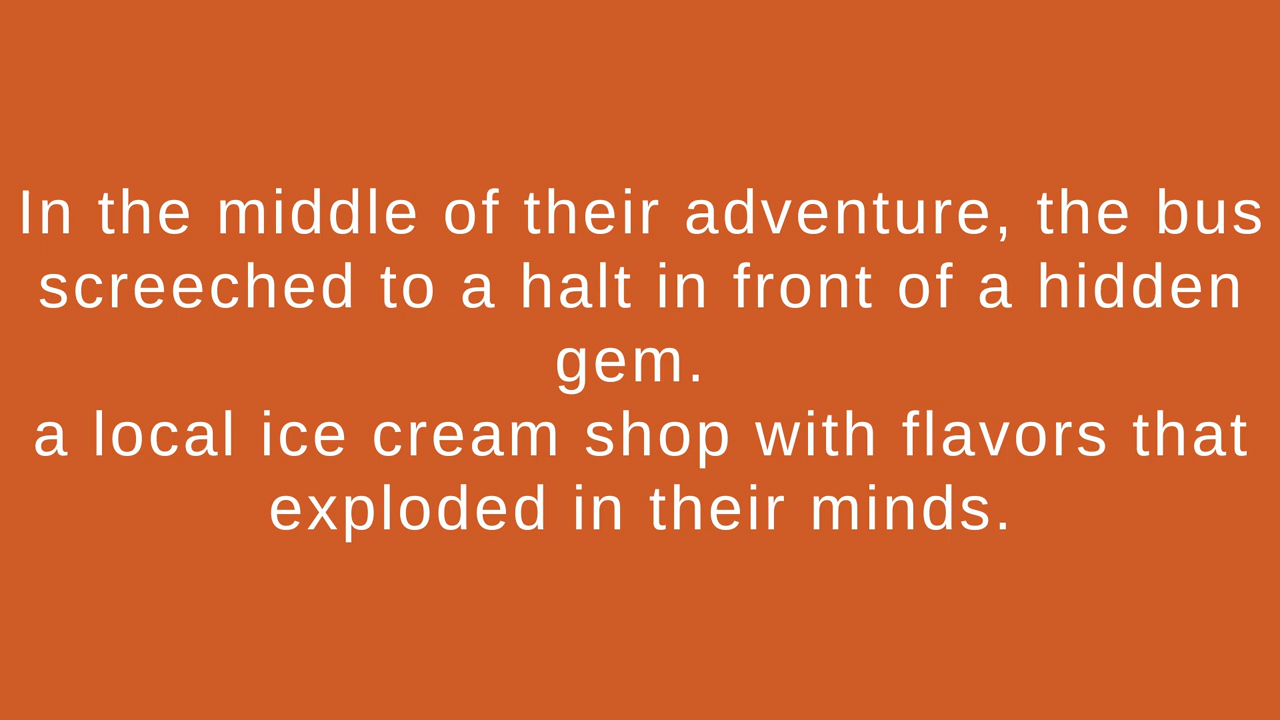 In the middle of their adventure, the bus
screeched to a halt in front of a hidden
gem.
a local ice cream shop with flavors that
exploded in their minds.